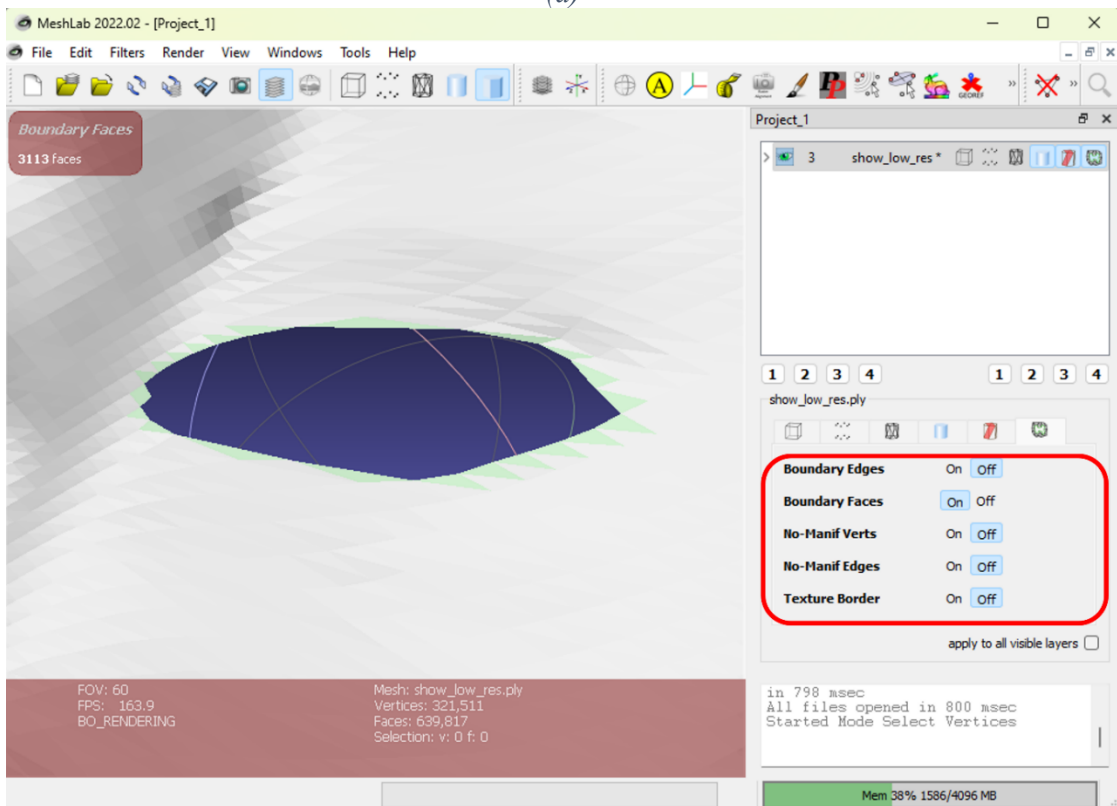 (a)
MeshLab 2022.02 - [Project_1]
File Edit Filters Render View Windows Tools Help
A
Pp
GEOREF
»
»
Boundary Faces
3113 faces
Project_1
3 show_low_res *
1 2 3 4 1 2 3 4
show_low_res.ply
Boundary Edges On Off
Boundary Faces On Off
No-Manif Verts On Off
No-Manif Edges On Off
Texture Border On Off
apply to all visible layers
FOV: 60
FPS: 163.9
BO_RENDERING
Mesh: show_low_res.ply
Vertices: 321,511
Faces: 639,817
Selection: v: 0 f: 0
in 798 msec
All files opened in 800 msec
Started Mode Select Vertices
Mem 38% 1586/4096 MB